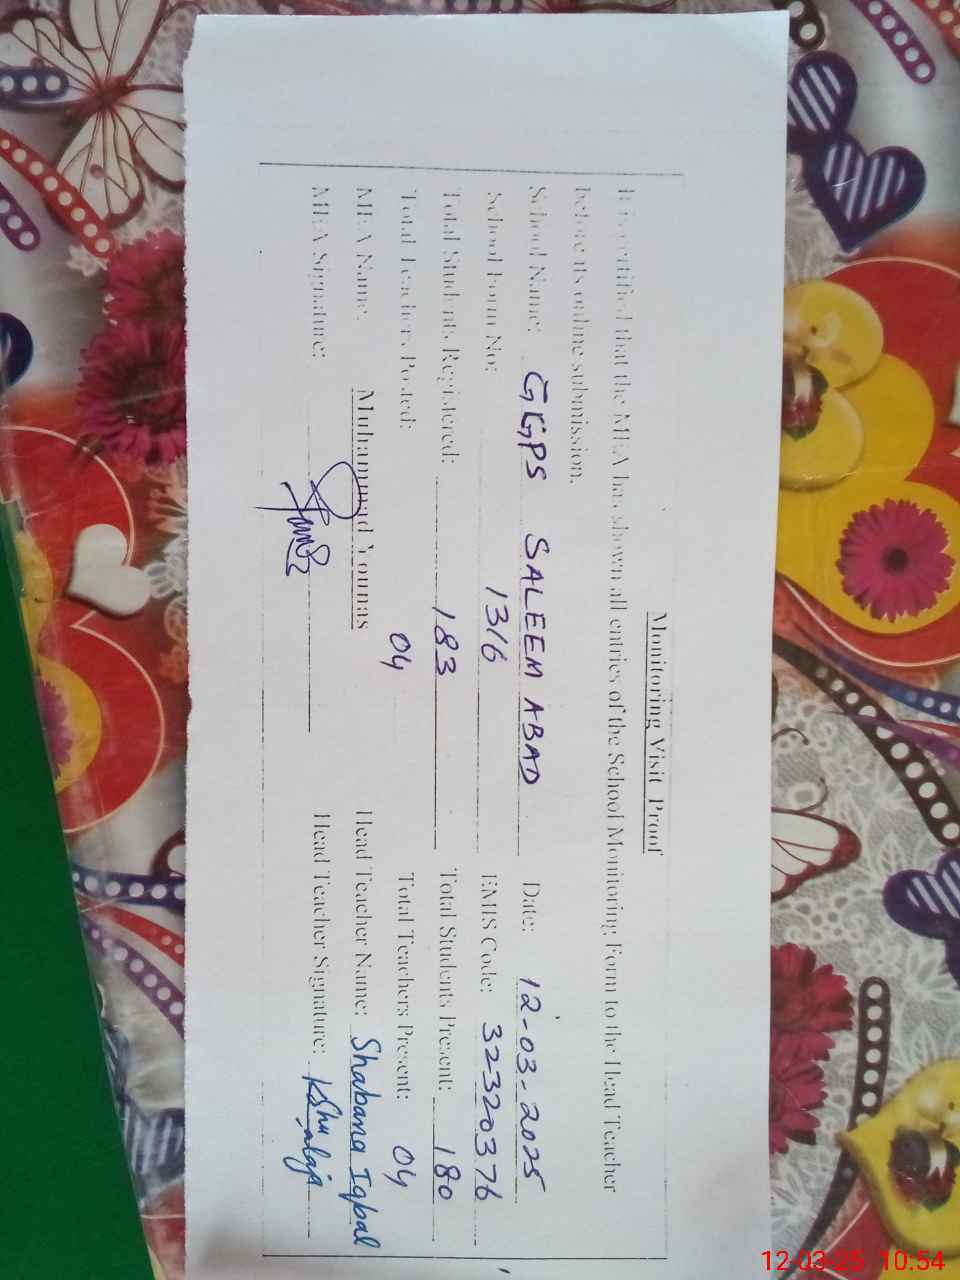 Monitoring Visit Proof
It is certified that the MEA has shown all entries of the School Monitoring Form to the Head Teacher
before its online submission.
School Name: GGPS SALEEM ABAD Date: 12-03-2025
School Form No: 1316 EMIS Code: 32320376
Total Students Registered: 183 Total Students Present: 180
Total Teachers Posted: 04 Total Teachers Present: 04
MEA Name: Muhammad Younas Head Teacher Name: Shabana Iqbal
MEA Signature: Head Teacher Signature:
12-03-25 10:54